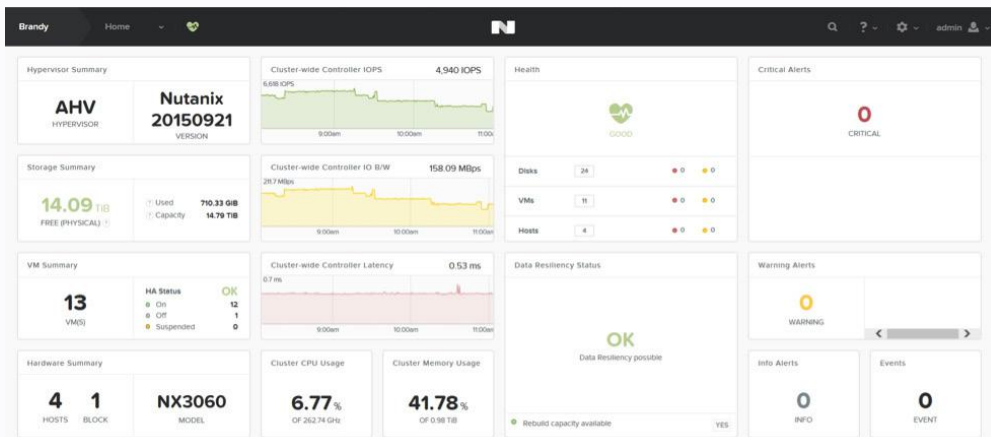 Brandy Home ? admin
Hypervisor Summary
AHV
HYPERVISOR
Nutanix
20150921
VERSION
Cluster-wide Controller IOPS 4,940 IOPS
6,618 IOPS
9:00am 10:00am 11:00
Health
GOOD
Disks 24 0 0
VMs 11 0 0
Hosts 4 0 0
Critical Alerts
0
CRITICAL
Storage Summary
14.09 TiB
FREE (PHYSICAL) ?
? Used 710.33 GiB
? Capacity 14.79 TiB
Cluster-wide Controller IO B/W 158.09 MBps
9:00am 10:00am 11:00am
VM Summary
13
VM(S)
HA Status OK
On 12
Off 1
Suspended 0
Cluster-wide Controller Latency 0.53 ms
0.7 ms
9:00am 10:00am 11:00am
Data Resiliency Status
OK
Data Resiliency possible
Rebuild capacity available YES
Warning Alerts
0
WARNING
Hardware Summary
4
HOSTS
1
BLOCK
NX3060
MODEL
Cluster CPU Usage
6.77 %
OF 262.74 GHz
Cluster Memory Usage
41.78 %
OF 0.98 TiB
Info Alerts
0
INFO
Events
0
EVENT